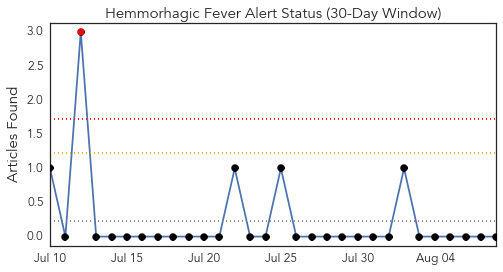 Hemmorhagic Fever Alert Status (30-Day Window)
Articles Found
3.0
2.5
2.0
1.5
1.0
0.5
0.0
Jul 10 Jul 15 Jul 20 Jul 25 Jul 30 Aug 04